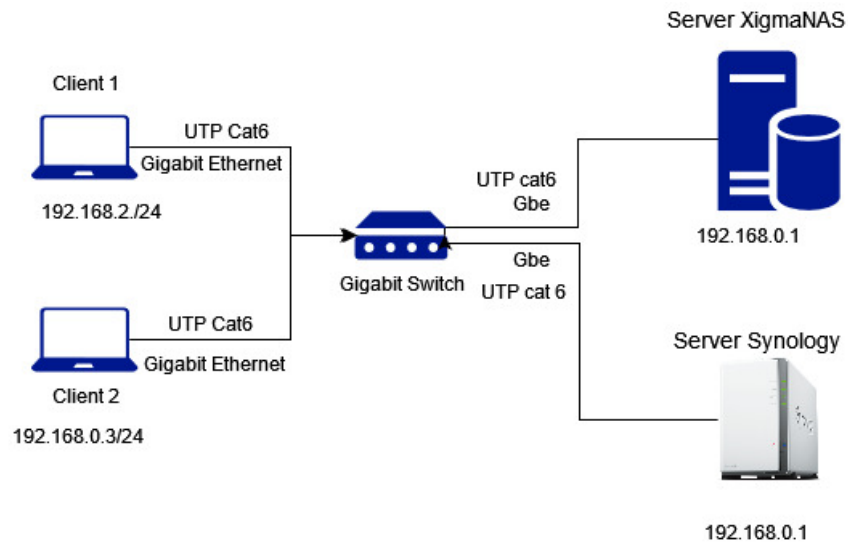 Server XigmaNAS
Client 1
UTP Cat6
Gigabit Ethernet
192.168.2./24
UTP cat6
Gbe
192.168.0.1
Gigabit Switch
Gbe
UTP cat 6
UTP Cat6
Gigabit Ethernet
Client 2
192.168.0.3/24
Server Synology
192.168.0.1